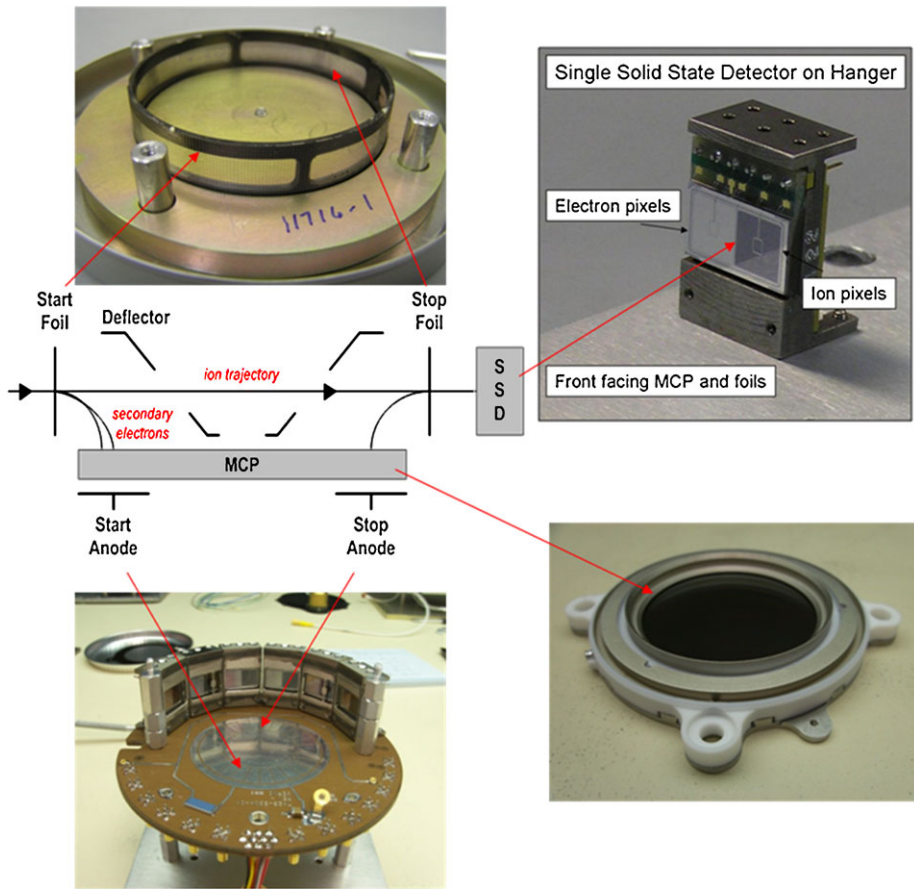 11716-1
Single Solid State Detector on Hanger
Electron pixels
Ion pixels
Front facing MCP and foils
Start
Foil
Deflector
Stop
Foil
ion trajectory
S
S
D
secondary
electrons
MCP
Start
Anode
Stop
Anode